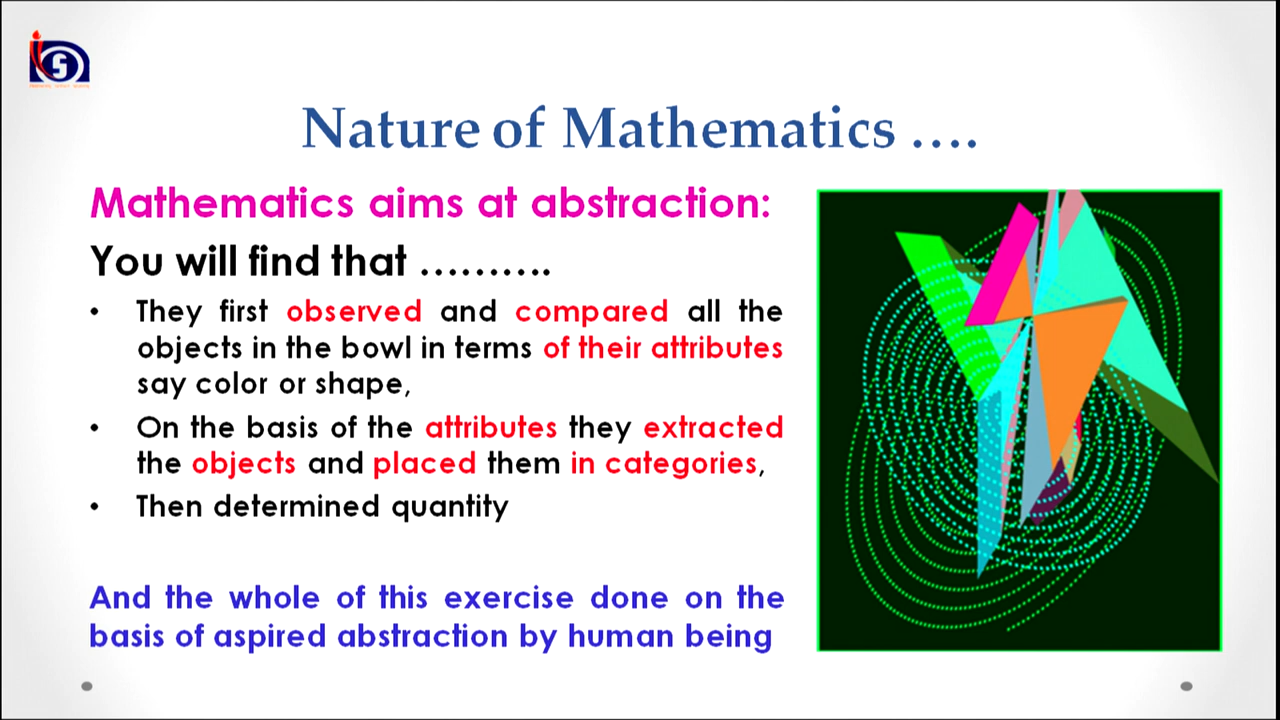 Nature of Mathematics ....
Mathematics aims at abstraction:
You will find that ..........
• They first observed and compared all the
objects in the bowl in terms of their attributes
say color or shape,
• On the basis of the attributes they extracted
the objects and placed them in categories,
• Then determined quantity
And the whole of this exercise done on the
basis of aspired abstraction by human being